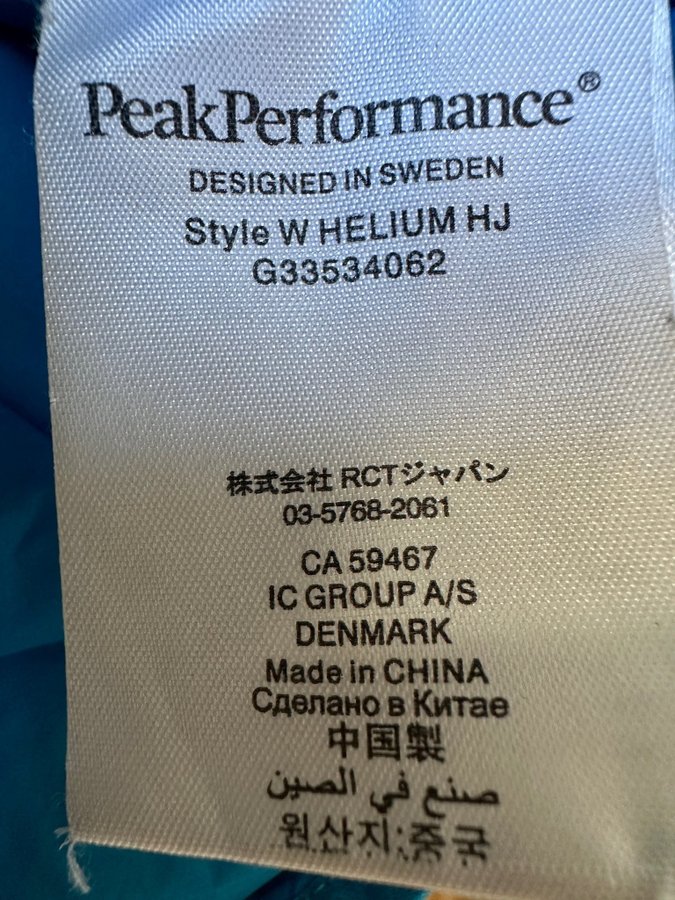 PeakPerformance®
DESIGNED IN SWEDEN
Style W HELIUM HJ
G33534062
株式会社 RCTジャパン
03-5768-2061
CA 59467
IC GROUP A/S
DENMARK
Made in CHINA
Сделано в Китае
中国製
صنع في الصين
원산지:중국